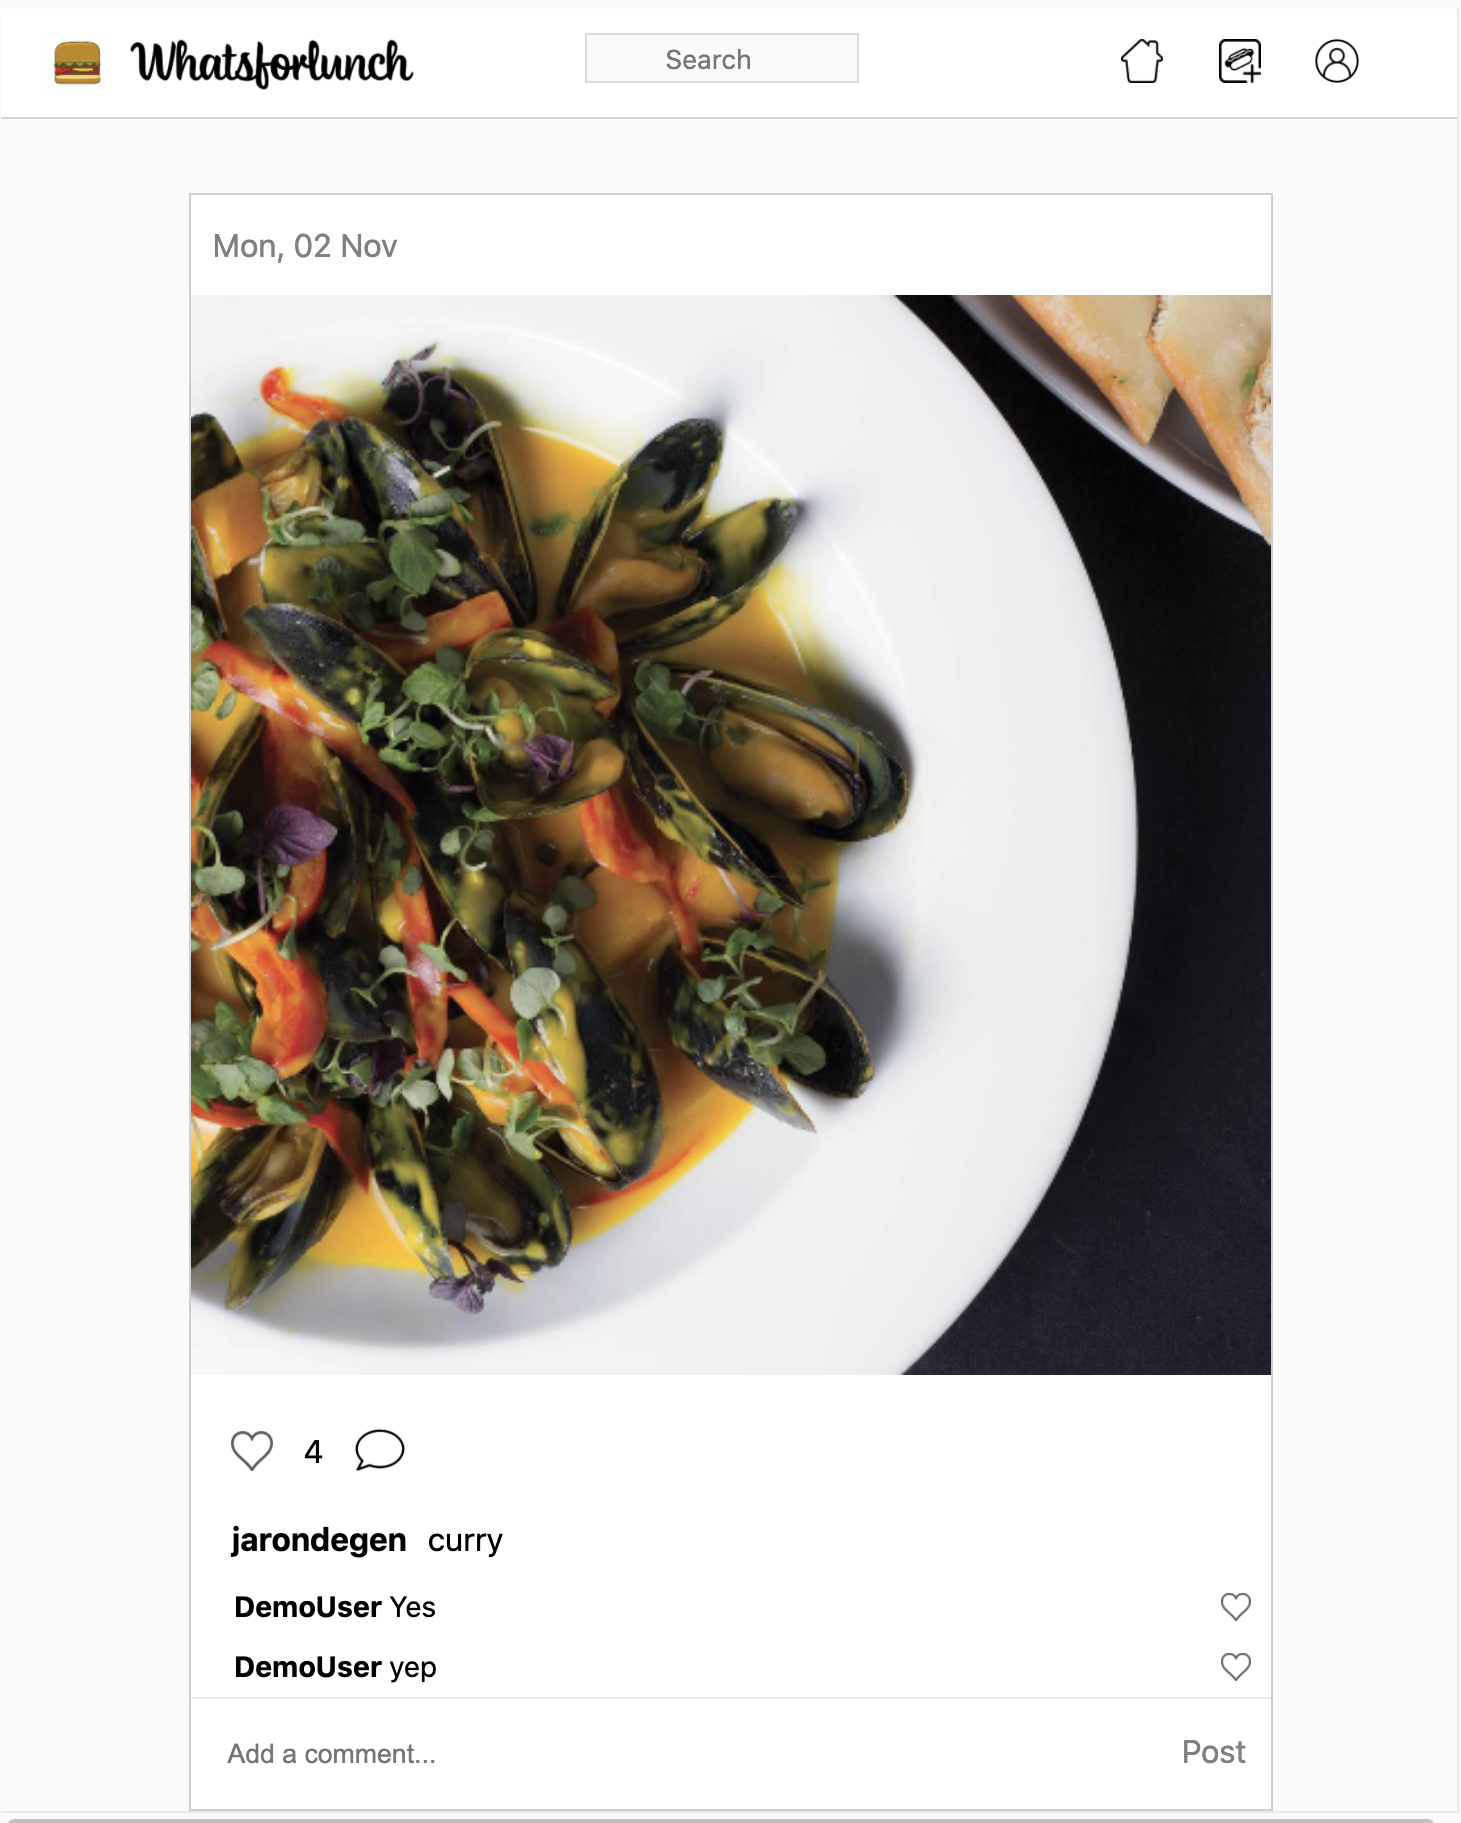 Whatsforlunch
Search
Mon, 02 Nov
4
jarondegen curry
DemoUser Yes
DemoUser yep
Add a comment...
Post